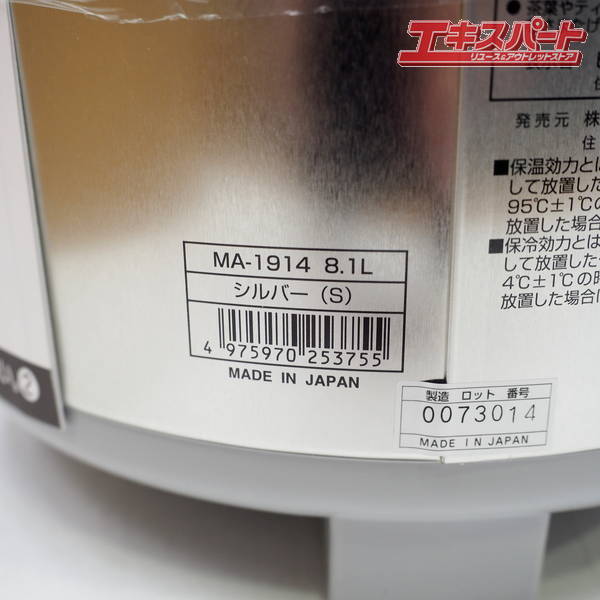 エキスパート
リユース&アウトレットストア
● 茶葉やティ
発売元 株
住
■保温効力とは
して放置した
95℃±1℃の
放置した場合
■保冷効力とは
して放置した
4℃±1℃の時
放置した場合
MA-1914 8.1L
シルバー (S)
4 975970 253755
MADE IN JAPAN
製造 ロット 番号
0073014
MADE IN JAPAN